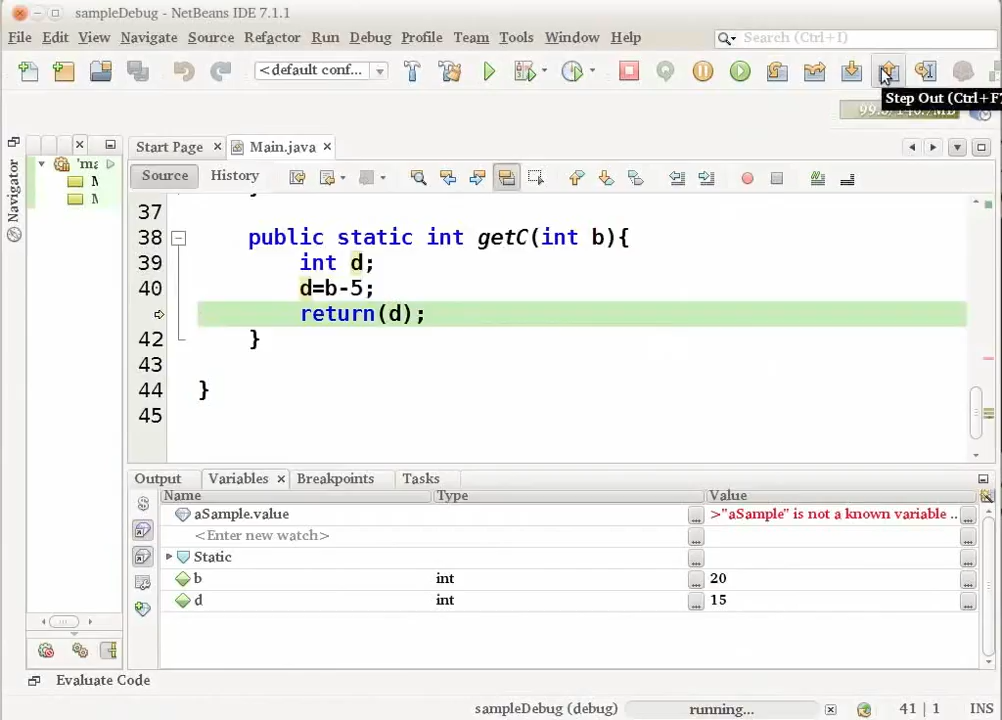 sampleDebug - NetBeans IDE 7.1.1
File Edit View Navigate Source Refactor Run Debug Profile Team Tools Window Help Search (Ctrl+I)
<default conf...
Step Out (Ctrl+F7
Navigator
'ma
Start Page Main.java
Source History
37
38 public static int getC(int b){
39 int d;
40 d=b-5;
return(d);
42 }
43
44 }
45
Output Variables Breakpoints Tasks
Name Type Value
aSample.value >"aSample" is not a known variable ..
<Enter new watch>
Static
b int 20
d int 15
Evaluate Code
sampleDebug (debug) running... 41 | 1 INS